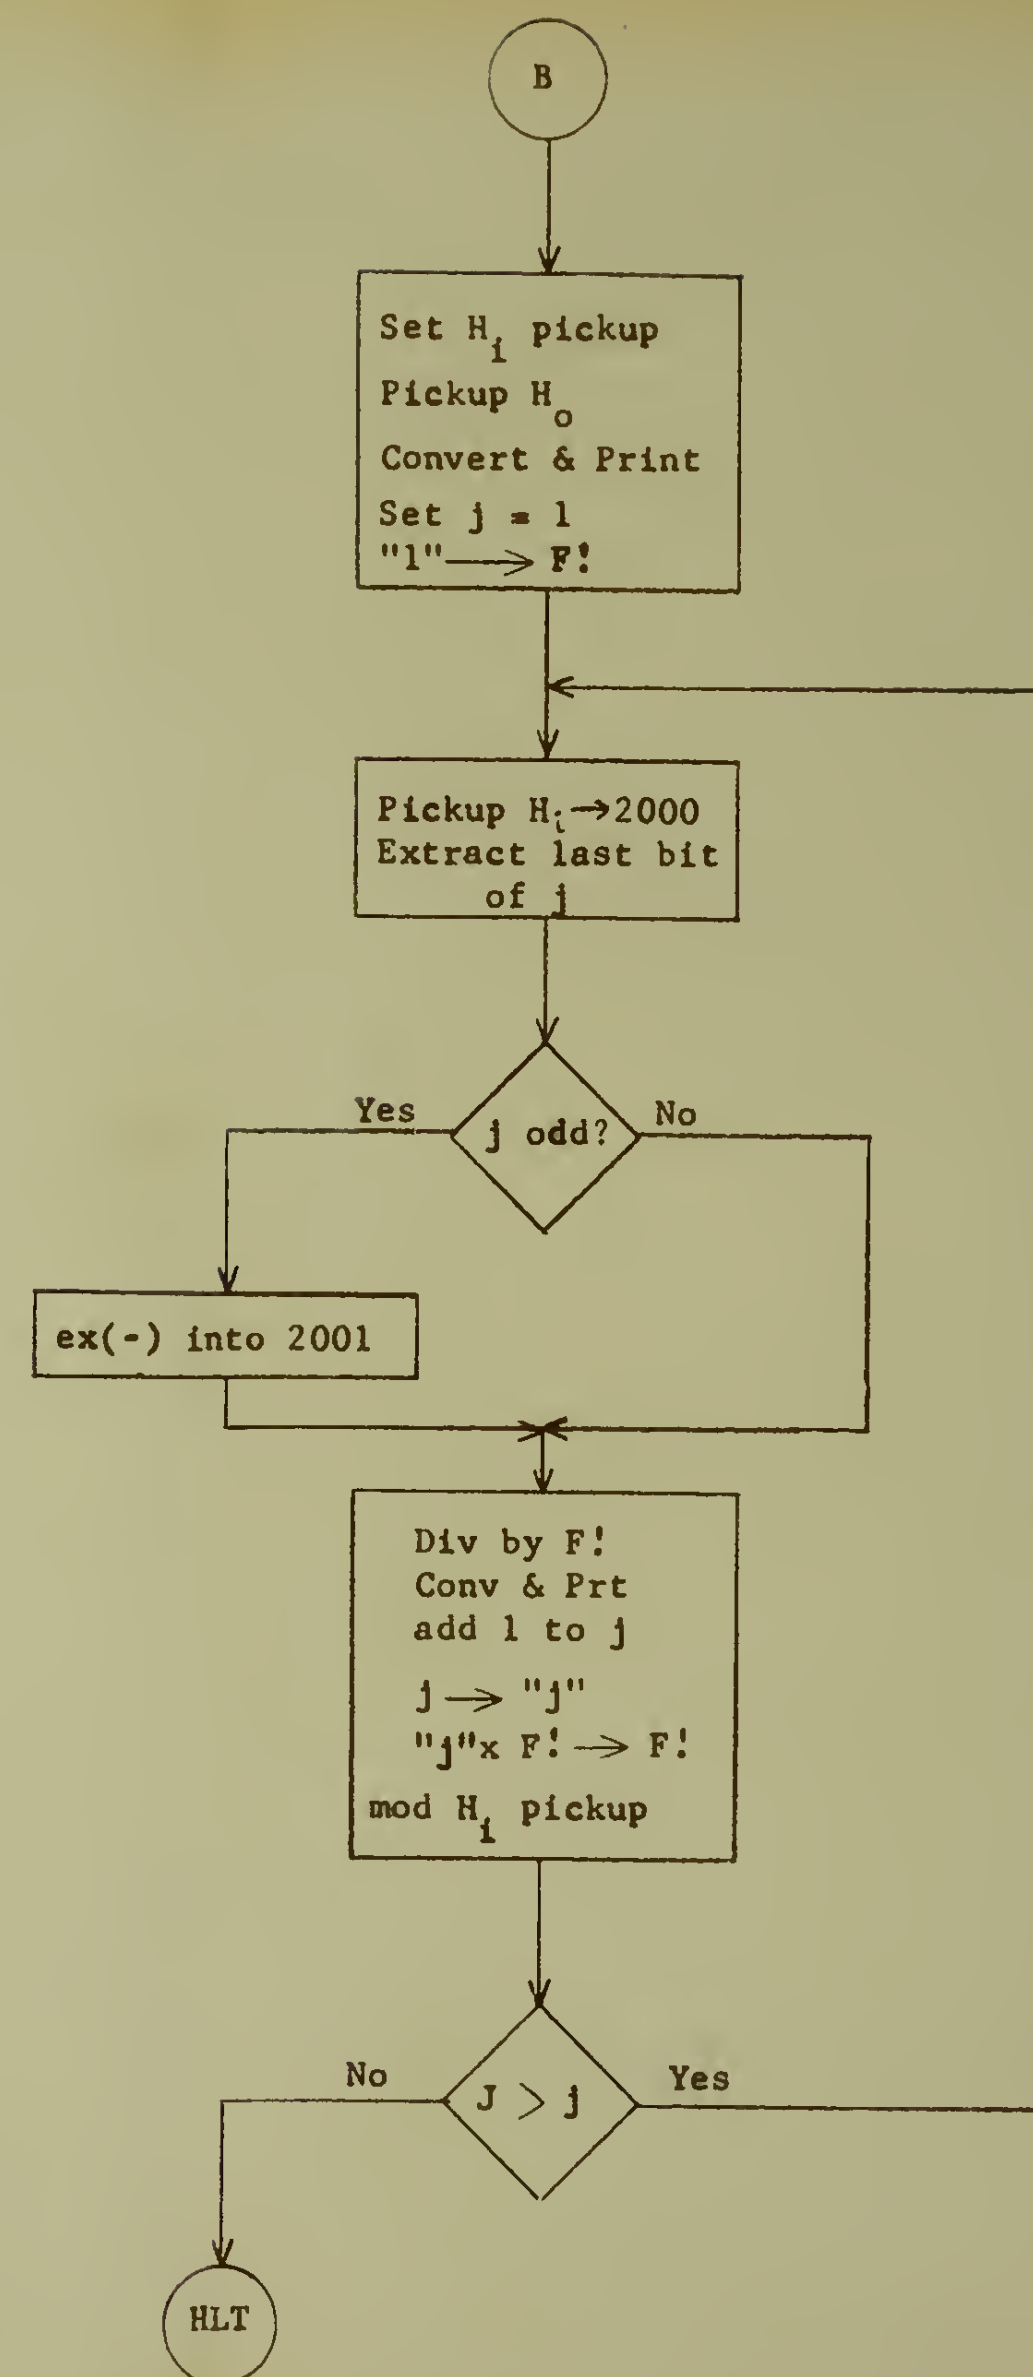 B
Set Hi pickup
Pickup Ho
Convert & Print
Set j = 1
"1"→ F!
Pickup Hi→2000
Extract last bit
of j
j odd?
Yes
No
ex(-) into 2001
Div by F!
Conv & Prt
add 1 to j
j → "j"
"j"x F! → F!
mod Hi pickup
J > j
No
Yes
HLT